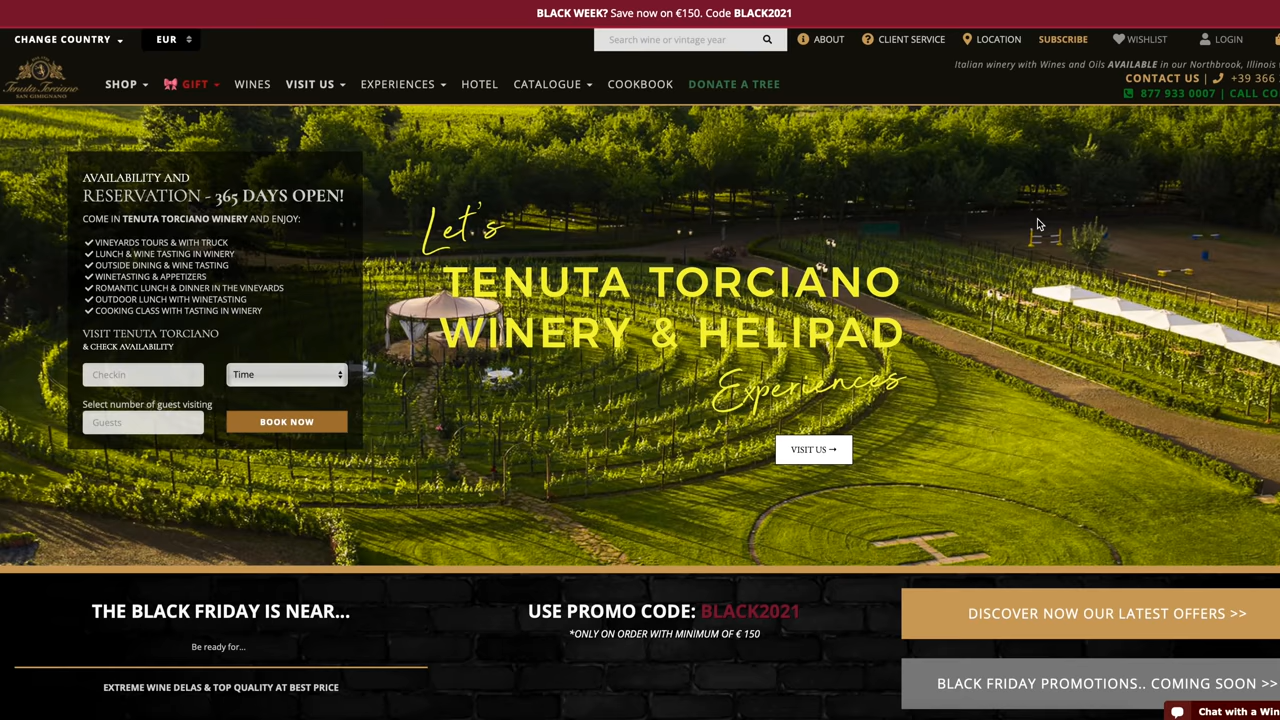 BLACK WEEK? Save now on €150. Code BLACK2021
CHANGE COUNTRY
EUR
Search wine or vintage year
ABOUT
CLIENT SERVICE
LOCATION
SUBSCRIBE
WISHLIST
LOGIN
Tenuta Torciano
SAN GIMIGNANO
SHOP
GIFT
WINES
VISIT US
EXPERIENCES
HOTEL
CATALOGUE
COOKBOOK
DONATE A TREE
Italian winery with Wines and Oils AVAILABLE in our Northbrook, Illinois
CONTACT US | +39 366
877 933 0007 | CALL CO
AVAILABILITY AND
RESERVATION - 365 DAYS OPEN!
COME IN TENUTA TORCIANO WINERY AND ENJOY:
VINEYARDS TOURS & WITH TRUCK
LUNCH & WINE TASTING IN WINERY
OUTSIDE DINING & WINE TASTING
WINETASTING & APPETIZERS
ROMANTIC LUNCH & DINNER IN THE VINEYARDS
OUTDOOR LUNCH WITH WINETASTING
COOKING CLASS WITH TASTING IN WINERY
VISIT TENUTA TORCIANO
& CHECK AVAILABILITY
Checkin
Time
Select number of guest visiting
Guests
BOOK NOW
Let's
TENUTA TORCIANO
WINERY & HELIPAD
Experiences
VISIT US →
H
THE BLACK FRIDAY IS NEAR...
Be ready for...
EXTREME WINE DELAS & TOP QUALITY AT BEST PRICE
USE PROMO CODE: BLACK2021
*ONLY ON ORDER WITH MINIMUM OF € 150
DISCOVER NOW OUR LATEST OFFERS >>
BLACK FRIDAY PROMOTIONS.. COMING SOON >>
Chat with a Win